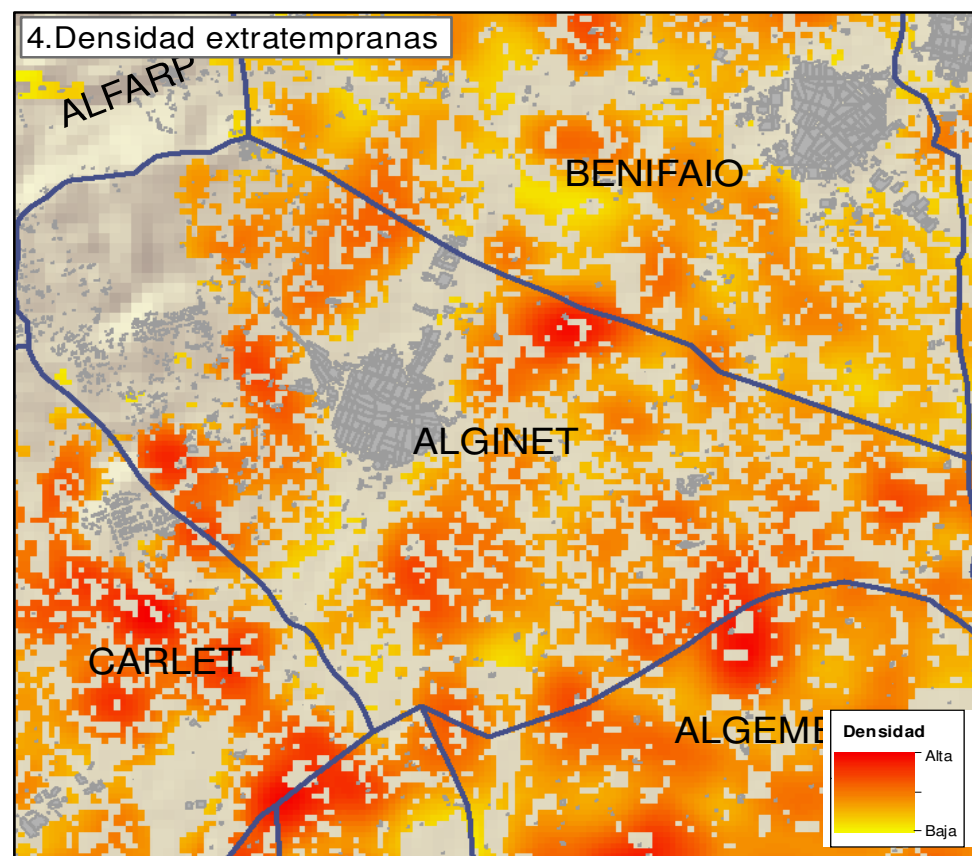 4.Densidad extratempranas
ALFARP
BENIFAIO
ALGINET
CARLET
ALGEME
Densidad
Alta
Baja